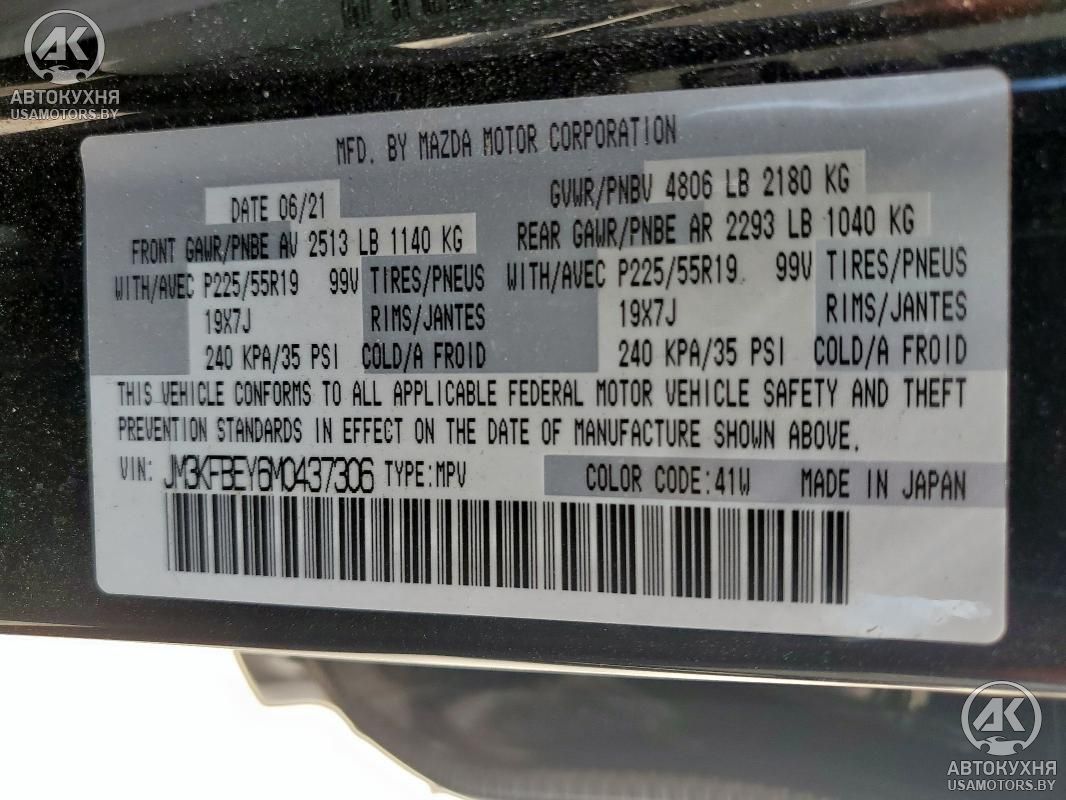 AK
АВТОКУХНЯ
USAMOTORS.BY
MFD. BY MAZDA MOTOR CORPORATION
DATE 06/21 GVWR/PNBV 4806 LB 2180 KG
FRONT GAWR/PNBE AV 2513 LB 1140 KG REAR GAWR/PNBE AR 2293 LB 1040 KG
WITH/AVEC P225/55R19 99V TIRES/PNEUS WITH/AVEC P225/55R19 99V TIRES/PNEUS
19X7J RIMS/JANTES 19X7J RIMS/JANTES
240 KPA/35 PSI COLD/A FROID 240 KPA/35 PSI COLD/A FROID
THIS VEHICLE CONFORMS TO ALL APPLICABLE FEDERAL MOTOR VEHICLE SAFETY AND THEFT
PREVENTION STANDARDS IN EFFECT ON THE DATE OF MANUFACTURE SHOWN ABOVE.
VIN: JM3KFBEY6M0437306 TYPE:MPV COLOR CODE:41W MADE IN JAPAN
AK
АВТОКУХНЯ
USAMOTORS.BY